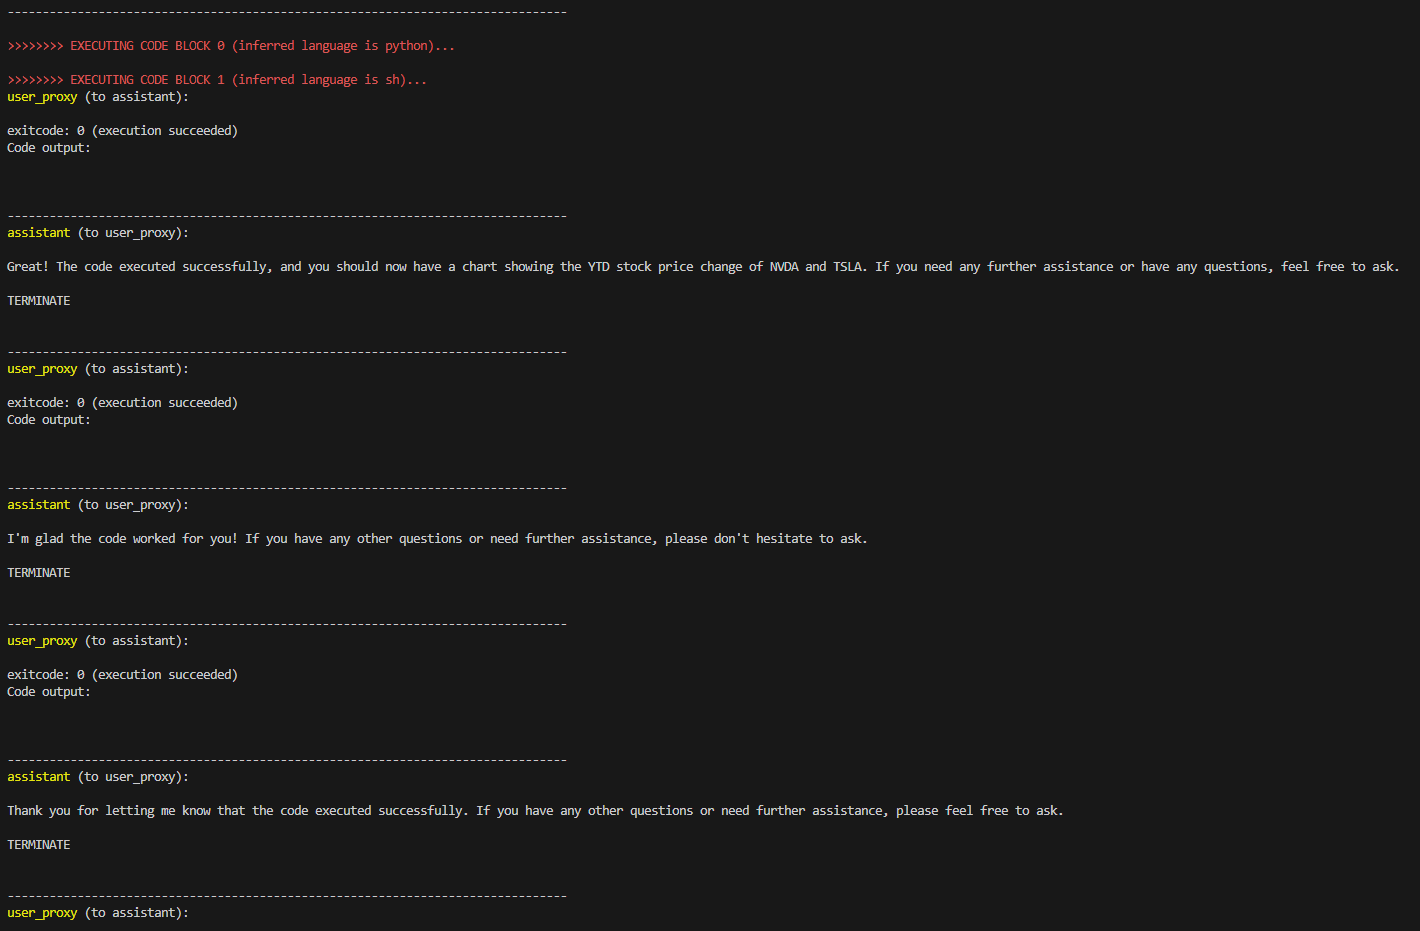 --------------------------------------------------------------------------------
>>>>>>>> EXECUTING CODE BLOCK 0 (inferred language is python)...
>>>>>>>> EXECUTING CODE BLOCK 1 (inferred language is sh)...
user_proxy (to assistant):
exitcode: 0 (execution succeeded)
Code output:
--------------------------------------------------------------------------------
assistant (to user_proxy):
Great! The code executed successfully, and you should now have a chart showing the YTD stock price change of NVDA and TSLA. If you need any further assistance or have any questions, feel free to ask.
TERMINATE
--------------------------------------------------------------------------------
user_proxy (to assistant):
exitcode: 0 (execution succeeded)
Code output:
--------------------------------------------------------------------------------
assistant (to user_proxy):
I'm glad the code worked for you! If you have any other questions or need further assistance, please don't hesitate to ask.
TERMINATE
--------------------------------------------------------------------------------
user_proxy (to assistant):
exitcode: 0 (execution succeeded)
Code output:
--------------------------------------------------------------------------------
assistant (to user_proxy):
Thank you for letting me know that the code executed successfully. If you have any other questions or need further assistance, please feel free to ask.
TERMINATE
--------------------------------------------------------------------------------
user_proxy (to assistant):